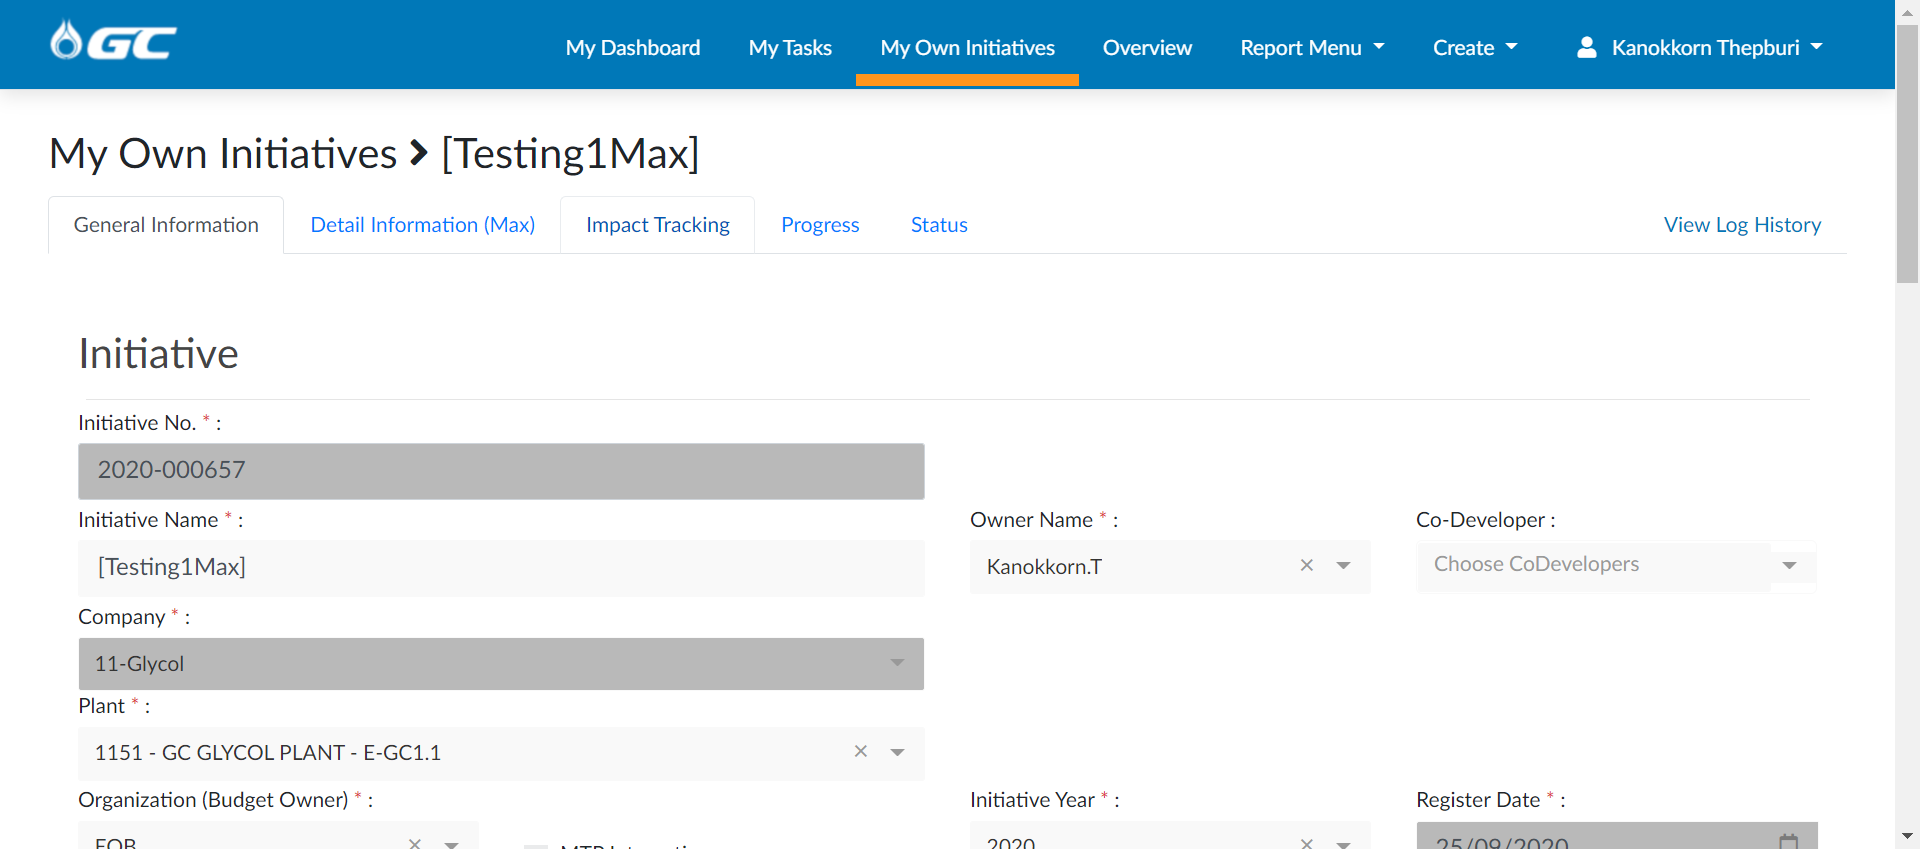 GC
My Dashboard My Tasks My Own Initiatives Overview Report Menu Create Kanokkorn Thepburi
My Own Initiatives > [Testing1Max]
General Information Detail Information (Max) Impact Tracking Progress Status View Log History
Initiative
Initiative No. * :
2020-000657
Initiative Name * : Owner Name * : Co-Developer :
[Testing1Max] Kanokkorn.T × Choose CoDevelopers
Company * :
11-Glycol
Plant * :
1151 - GC GLYCOL PLANT - E-GC1.1 ×
Organization (Budget Owner) * : Initiative Year * : Register Date * :
× 2020 × 25/09/2020